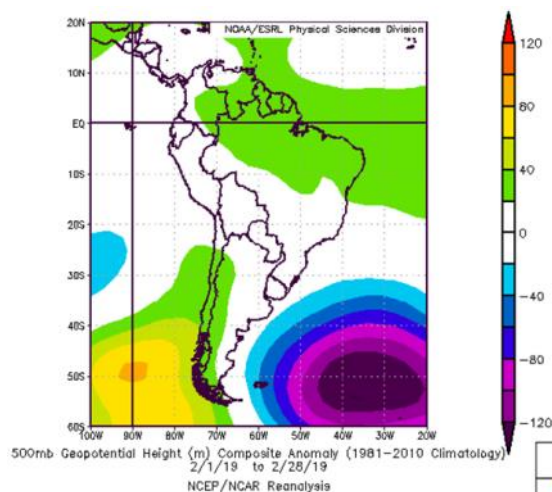 NOAA/ESRL Physical Sciences Division
20N
10N
EQ
10S
20S
30S
40S
50S
60S
100W 90W 80W 70W 60W 50W 40W 30W 20W
120
80
40
0
-40
-80
-120
500mb Geopotential Height (m) Composite Anomaly (1981-2010 Climatology)
2/1/19 to 2/28/19
NCEP/NCAR Reanalysis